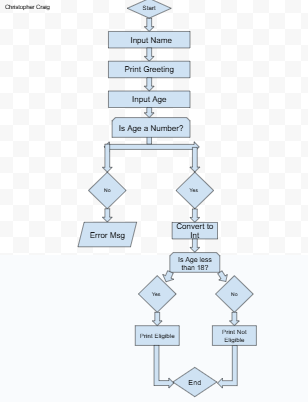 Christopher Craig
Start
Input Name
Print Greeting
Input Age
Is Age a Number?
No
Yes
Error Msg
Convert to
Int
Is Age less
than 18?
Yes
No
Print Eligible
Print Not
Eligible
End